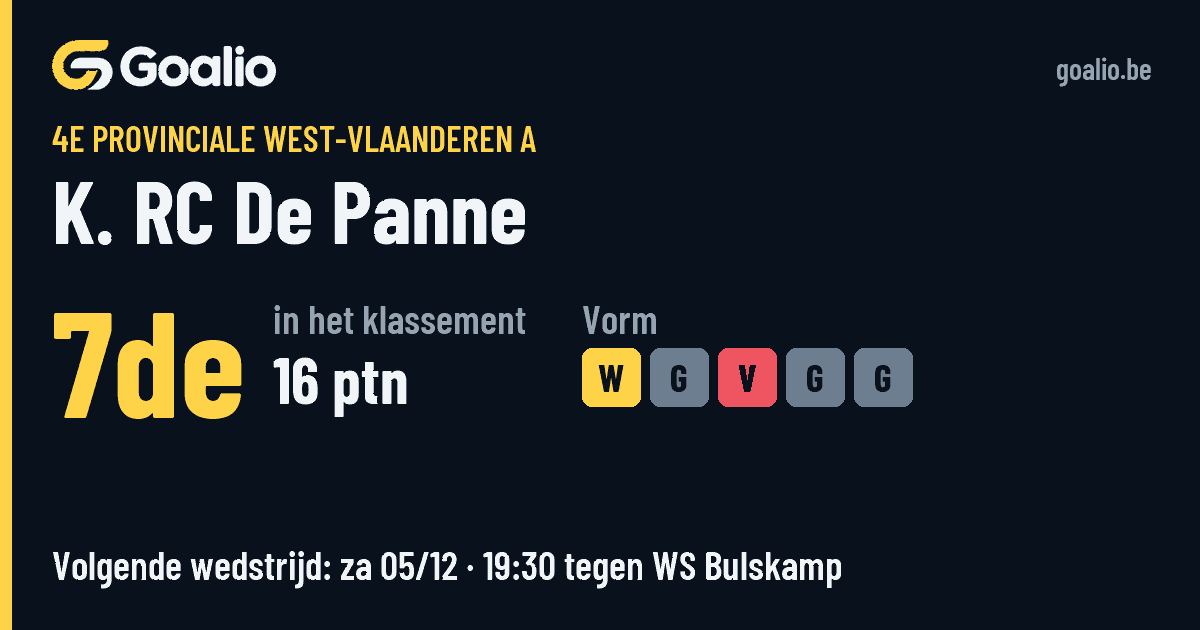 Goalio
goalio.be
4E PROVINCIALE WEST-VLAANDEREN A
K. RC De Panne
7de
in het klassement
16 ptn
Vorm
W G V G G
Volgende wedstrijd: za 05/12 · 19:30 tegen WS Bulskamp